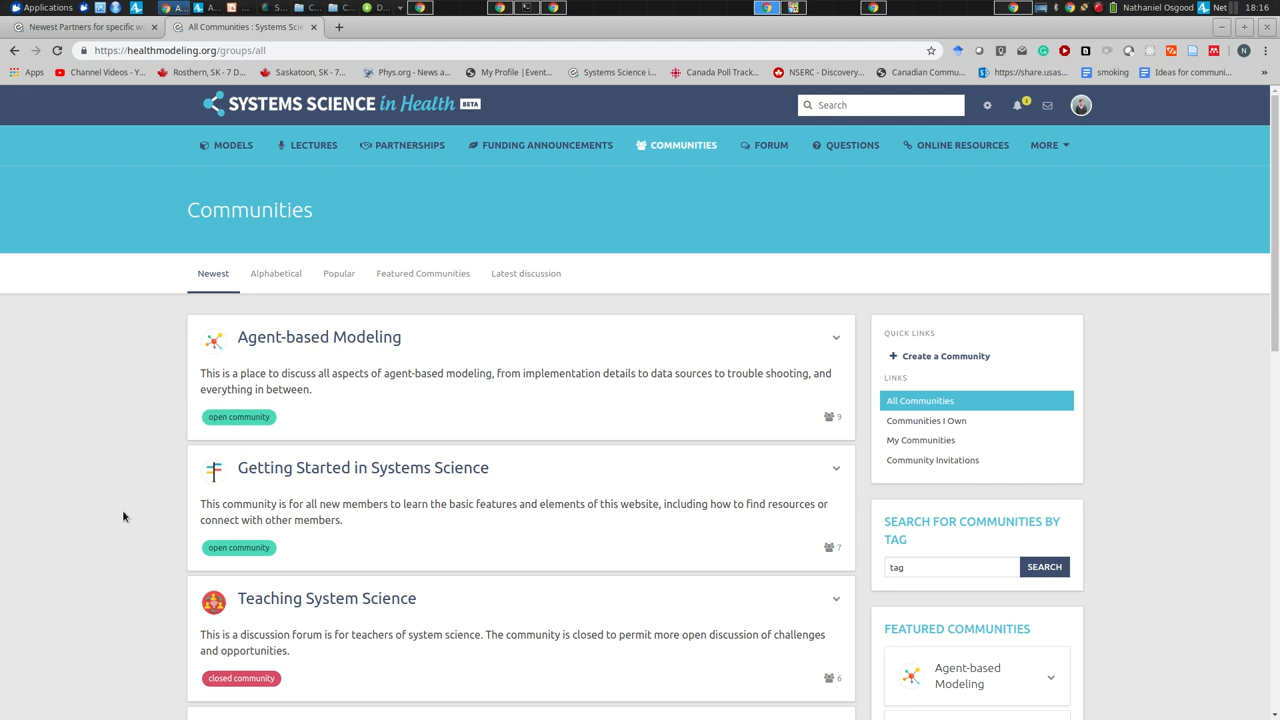 Applications
A...
A...
S...
C...
C...
D...
A...
Net
Nathaniel Osgood
Net
18:16
Newest Partners for specific w
All Communities : Systems Scie
https://healthmodeling.org/groups/all
N
Apps
Channel Videos - Y...
Rosthern, SK - 7 D...
Saskatoon, SK - 7...
Phys.org - News a...
My Profile | Event...
Systems Science i...
Canada Poll Track...
NSERC - Discovery...
Canadian Commu...
https://share.usas...
smoking
Ideas for communi...
»
SYSTEMS SCIENCE in Health BETA
Search
MODELS
LECTURES
PARTNERSHIPS
FUNDING ANNOUNCEMENTS
COMMUNITIES
FORUM
QUESTIONS
ONLINE RESOURCES
MORE
Communities
Newest
Alphabetical
Popular
Featured Communities
Latest discussion
Agent-based Modeling
This is a place to discuss all aspects of agent-based modeling, from implementation details to data sources to trouble shooting, and
everything in between.
open community
9
Getting Started in Systems Science
This community is for all new members to learn the basic features and elements of this website, including how to find resources or
connect with other members.
open community
7
Teaching System Science
This is a discussion forum is for teachers of system science. The community is closed to permit more open discussion of challenges
and opportunities.
closed community
6
QUICK LINKS
+ Create a Community
LINKS
All Communities
Communities I Own
My Communities
Community Invitations
SEARCH FOR COMMUNITIES BY
TAG
tag
SEARCH
FEATURED COMMUNITIES
Agent-based
Modeling